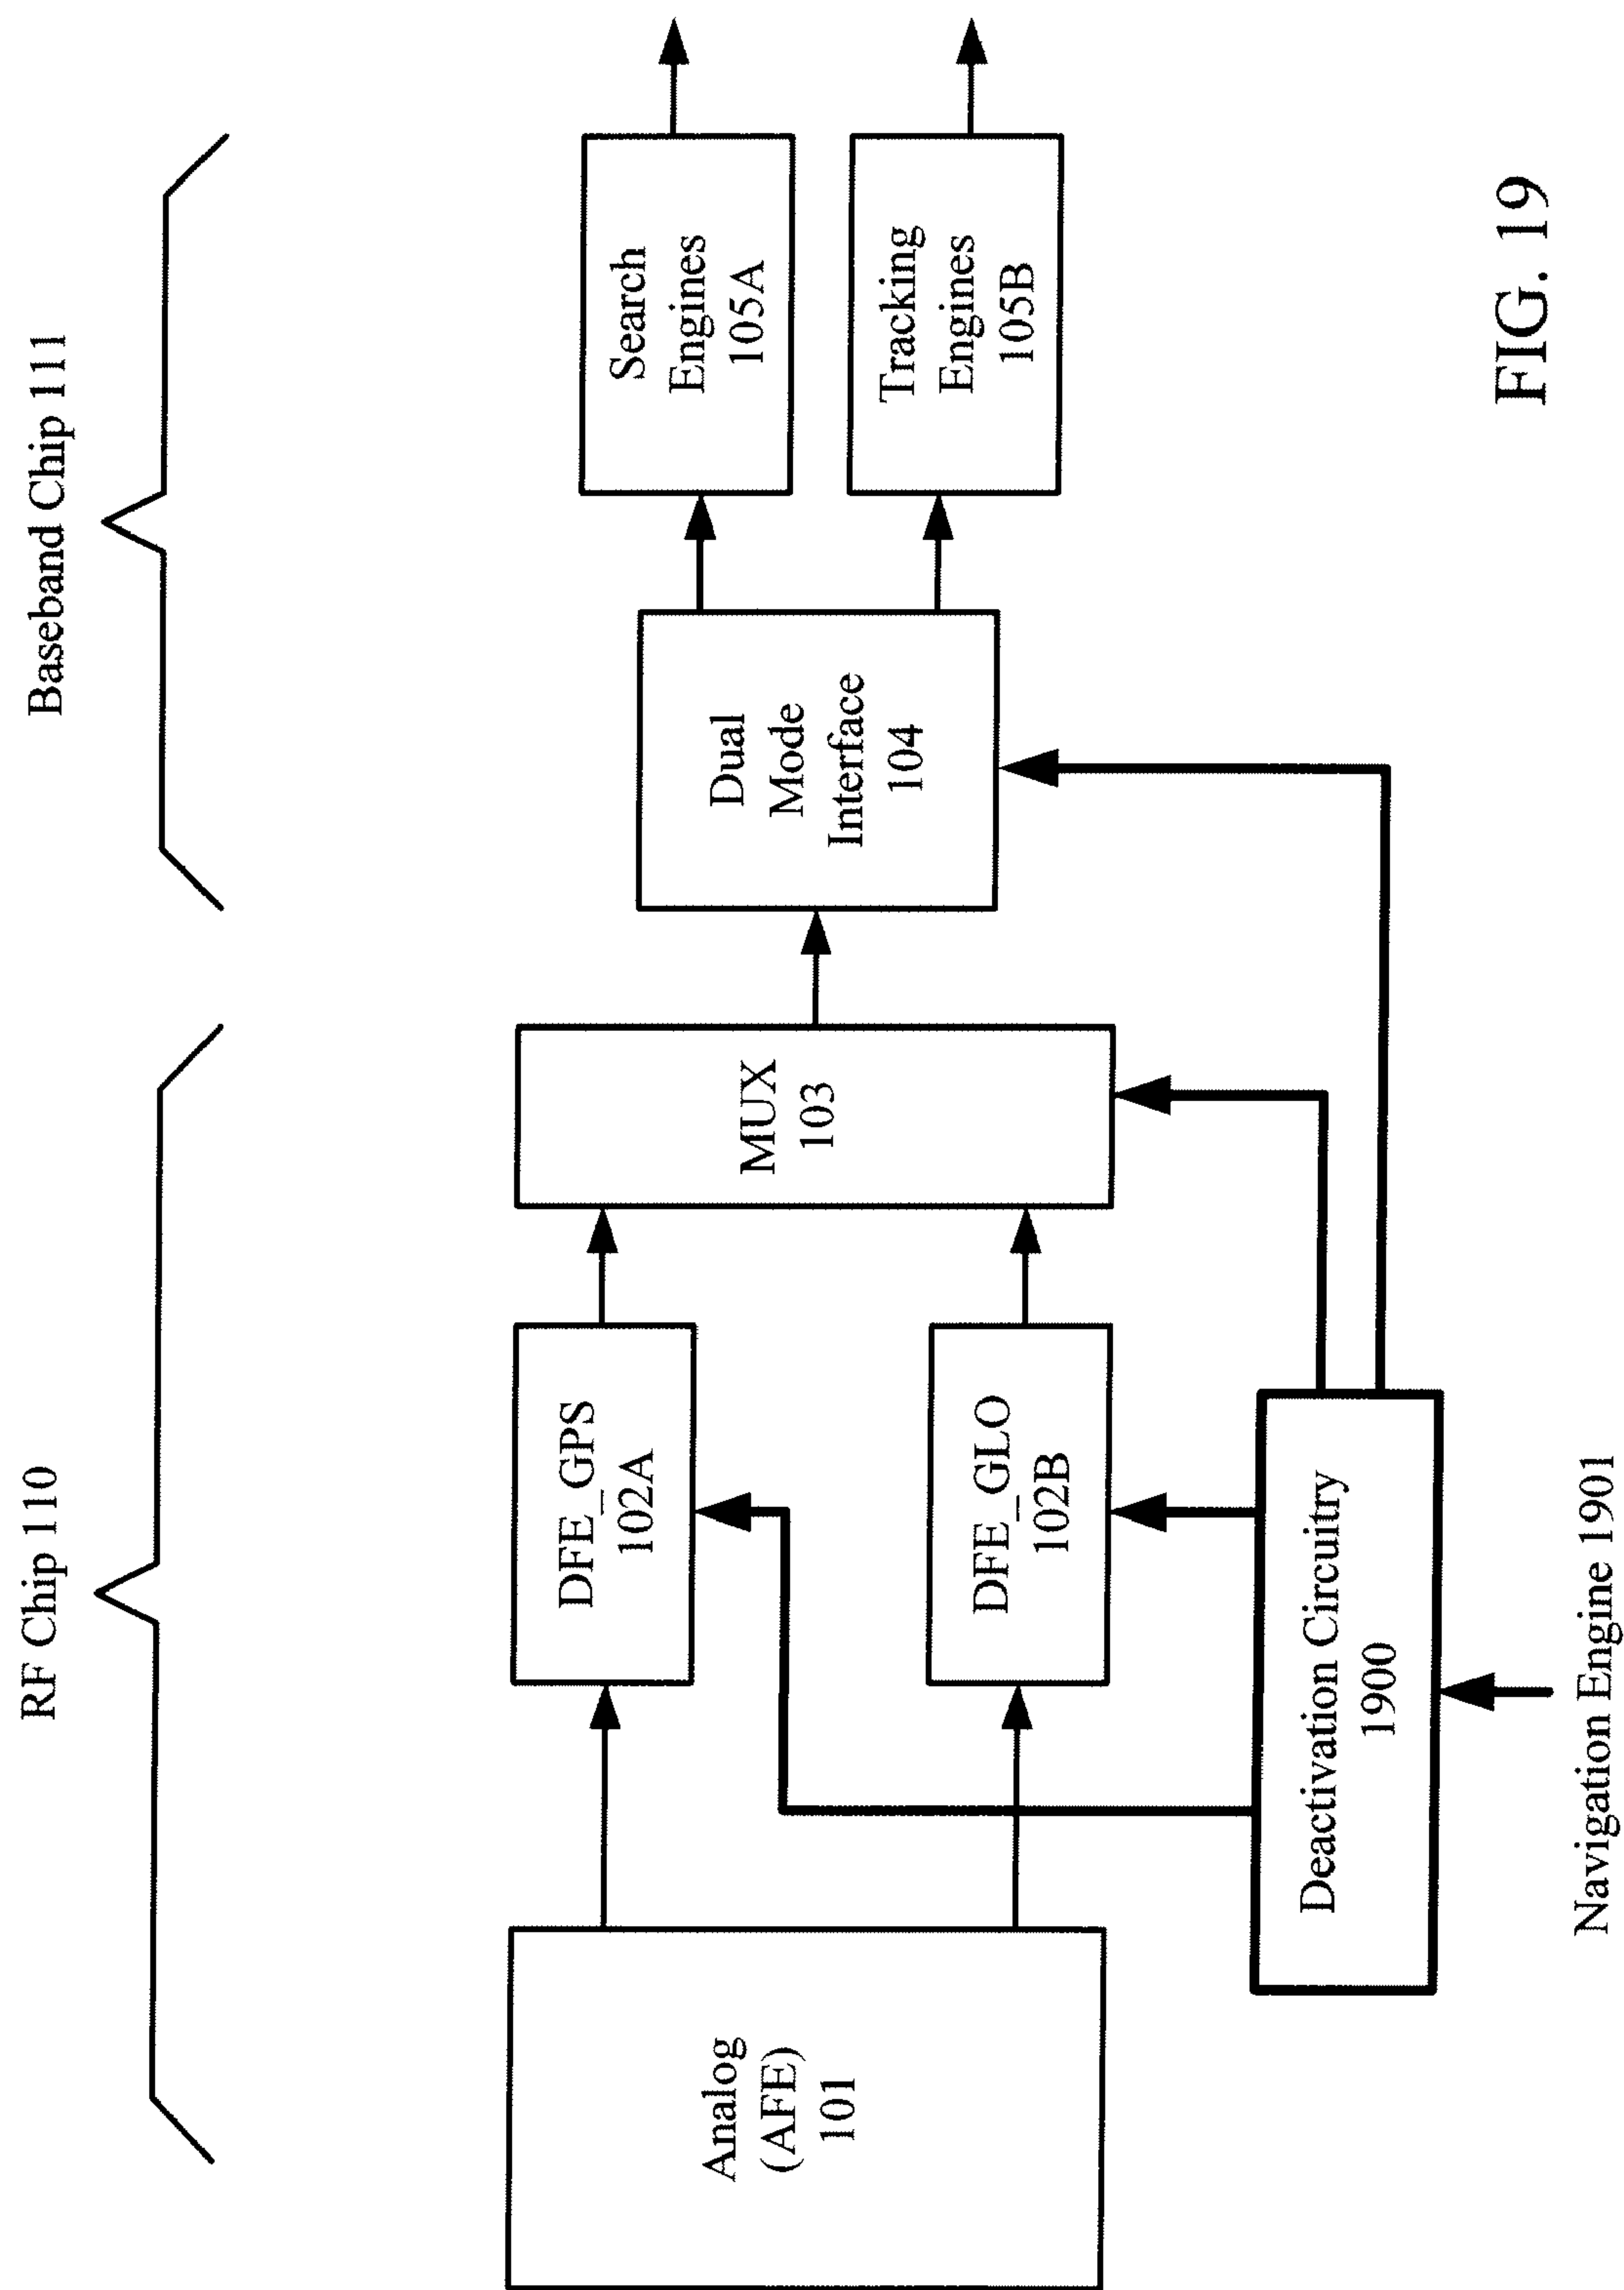 RF Chip 110
Baseband Chip 111
Analog
(AFE)
101
DFE_GPS
102A
DFE_GLO
102B
MUX
103
Dual
Mode
Interface
104
Search
Engines
105A
Tracking
Engines
105B
Deactivation Circuitry
1900
Navigation Engine 1901
FIG. 19